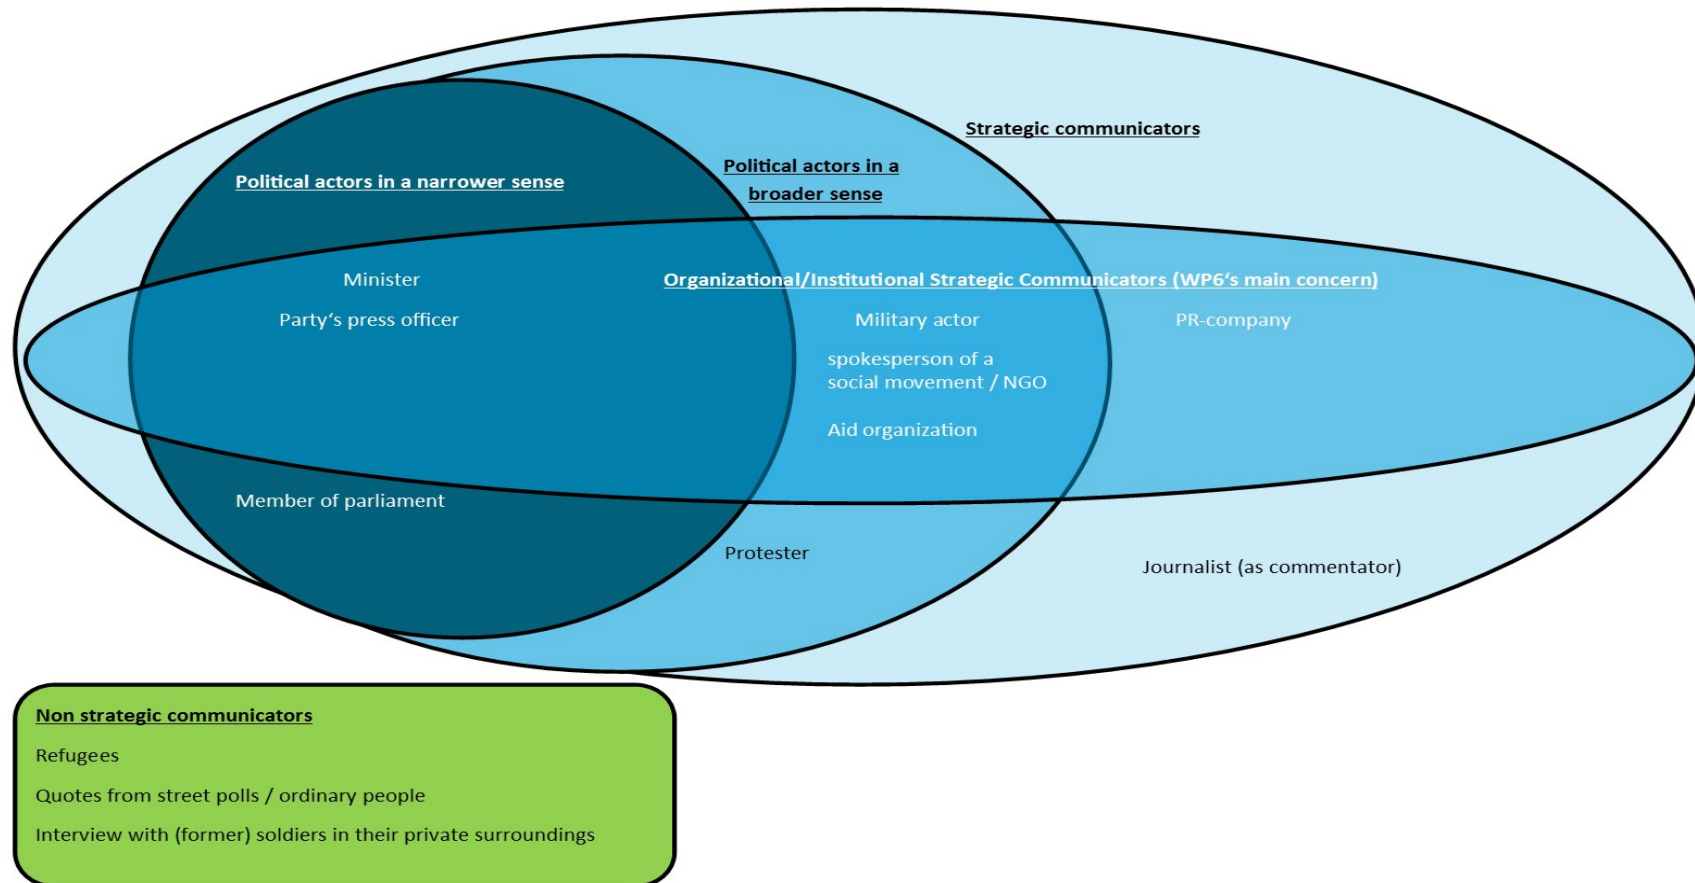 Strategic communicators
Political actors in a narrower sense
Political actors in a
broader sense
Minister
Organizational/Institutional Strategic Communicators (WP6‘s main concern)
Party‘s press officer
Military actor
PR-company
spokesperson of a
social movement / NGO
Aid organization
Member of parliament
Protester
Journalist (as commentator)
Non strategic communicators
Refugees
Quotes from street polls / ordinary people
Interview with (former) soldiers in their private surroundings